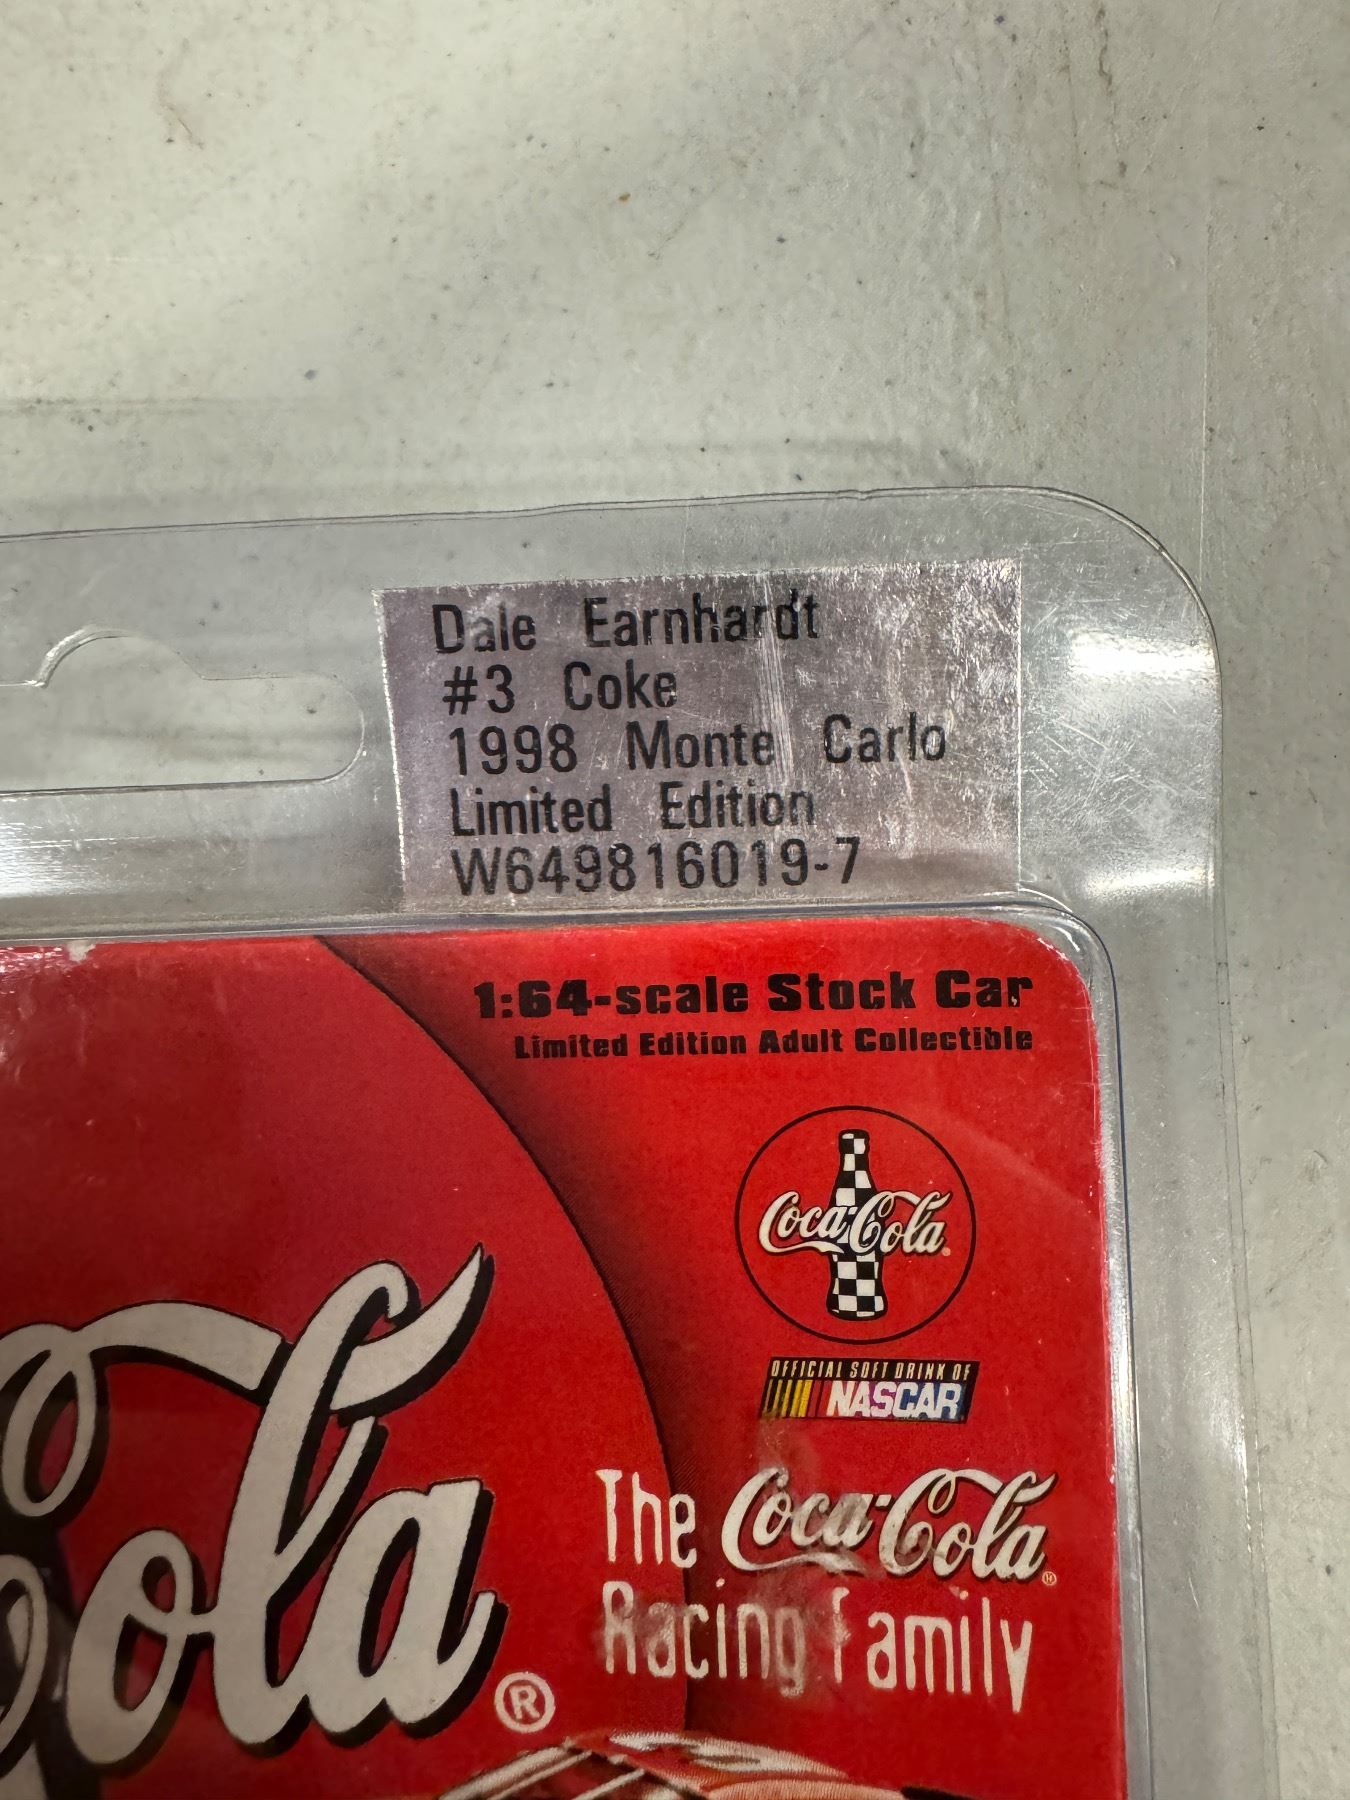 Dale Earnhardt
#3 Coke
1998 Monte Carlo
Limited Edition
W649816019-7
1:64-scale Stock Car
Limited Edition Adult Collectible
Coca-Cola
OFFICIAL SOFT DRINK OF
NASCAR
The Coca-Cola®
Racing Family
Cola®